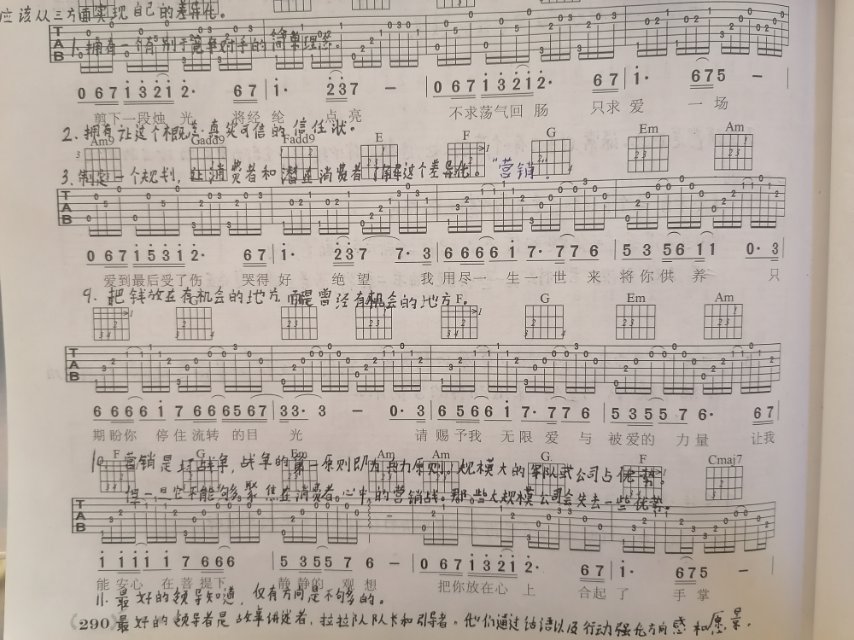 应该从三方面实现自己的差异化。
1. 拥有一个有别于竞争对手的简单理念。
T A B
0 6 7 1 3 2 1 2· 6 7 1· 2 3 7 — 0 6 7 1 3 2 1 2· 6 7 1· 6 7 5 —
剪下一段烛光 将经纶 点亮 不求荡气回肠 只求爱 一场
2. 拥有让这个概念真实可信的信任状。
Am9 Gadd9 Fadd9 E F G Em Am
3. 制定一个规划,让消费者和潜在消费者了解这个差异化。“营销”
T A B
0 6 7 1 5 3 1 2· 6 7 1· 2 3 7 7· 3 6 6 6 6 1 7· 7 7 6 5 3 5 6 1 1 0· 3
爱到最后受了伤 哭得好 绝望 我用尽一生一世来将你供养 只
9. 把钱放在有机会的地方而不是曾经有机会的地方。
F G Em Am
T A B
6 6 6 6 1 7 6 6 6 5 6 7 3 3· 3 — 0· 3 6 5 6 6 1 7· 7 7 6 5 3 5 5 6 7· 6 7
期盼你 停住流转的目光 请赐予我 无限爱与被爱的力量 让我
F G Em Am F G F Cmaj7
10. 营销是场战争,战争的第一原则即为兵力原则,规模大的军队或公司占优势。
但一旦它不能够聚焦在消费者心中的营销战。那些大规模公司会失去一些优势。
T A B
1 1 1 1 1 7 6 6 6 5 3 5 5 7 6 — 0 6 7 1 3 2 1 2· 6 7 1· 6 7 5 —
能安心 在菩提下 静静的 观想 把你放在心上 合起了 手掌
11. 最好的领导知道,仅有方向是不够的。
(290) 最好的领导者是故事讲述者,拉拉队队长和引导者。他们通过话语以及行动强化方向感和愿景。